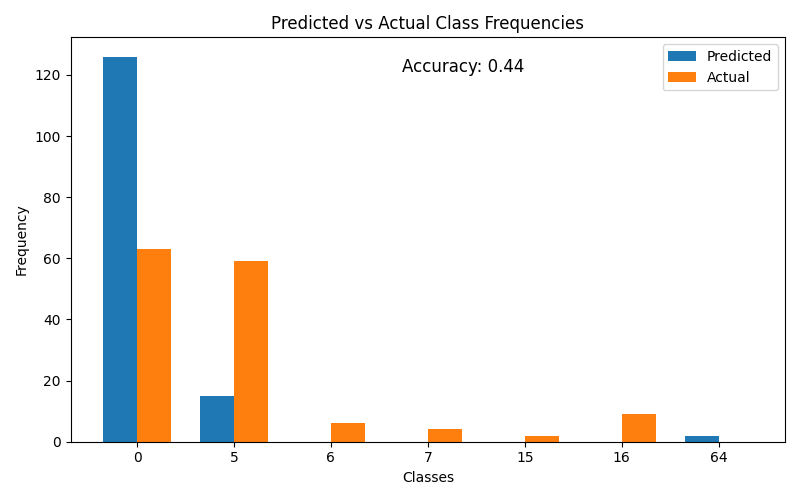 Predicted vs Actual Class Frequencies
Accuracy: 0.44
Predicted
Actual
Frequency
120
100
80
60
40
20
0
0 5 6 7 15 16 64
Classes